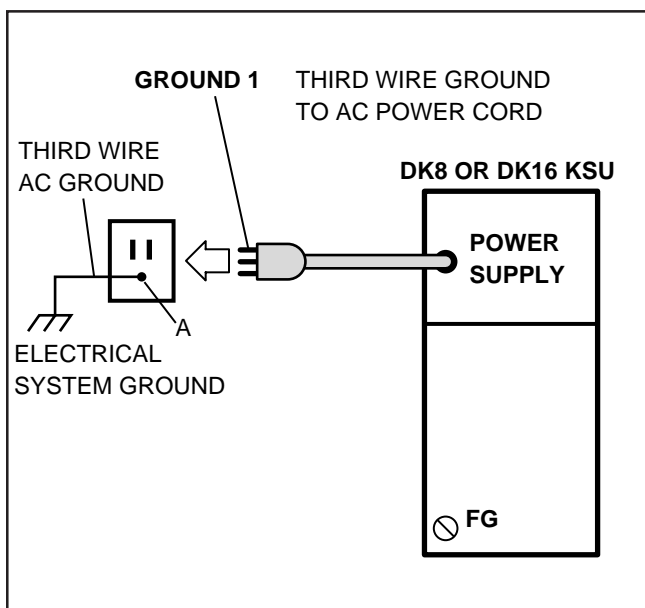 GROUND 1
THIRD WIRE GROUND
TO AC POWER CORD
THIRD WIRE
AC GROUND
DK8 OR DK16 KSU
POWER
SUPPLY
A
ELECTRICAL
SYSTEM GROUND
FG